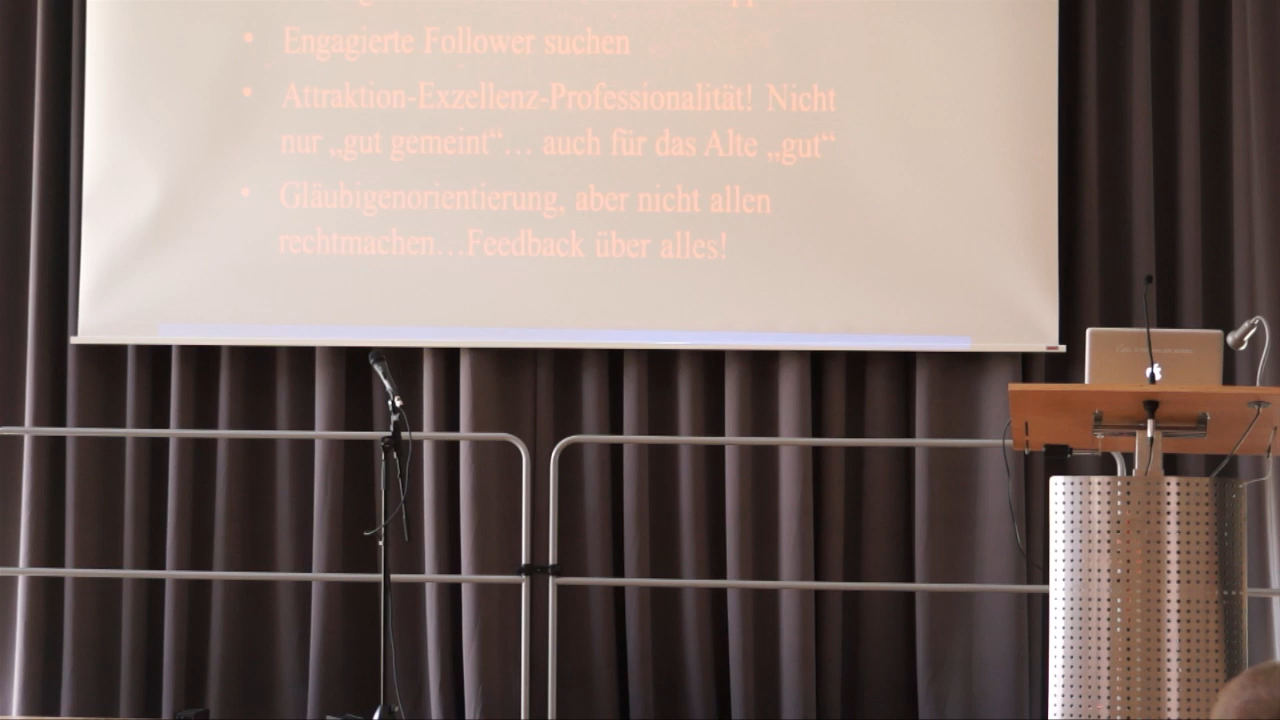 • Engagierte Follower suchen
• Attraktion-Exzellenz-Professionalität! Nicht
nur „gut gemeint“… auch für das Alte „gut“
• Gläubigenorientierung, aber nicht allen
rechtmachen…Feedback über alles!